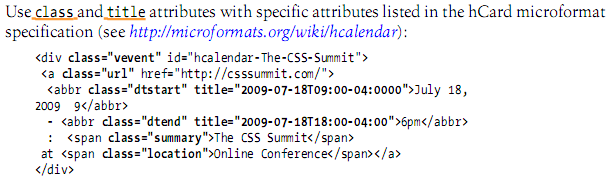 Use class and title attributes with specific attributes listed in the hCard microformat
specification (see http://microformats.org/wiki/hcalendar):
<div class="vevent" id="hcalendar-The-CSS-Summit">
<a class="url" href="http://csssummit.com/">
<abbr class="dtstart" title="2009-07-18T09:00-04:0000">July 18,
2009 9</abbr>
- <abbr class="dtend" title="2009-07-18T18:00-04:00">6pm</abbr>
: <span class="summary">The CSS Summit</span>
at <span class="location">Online Conference</span></a>
</div>